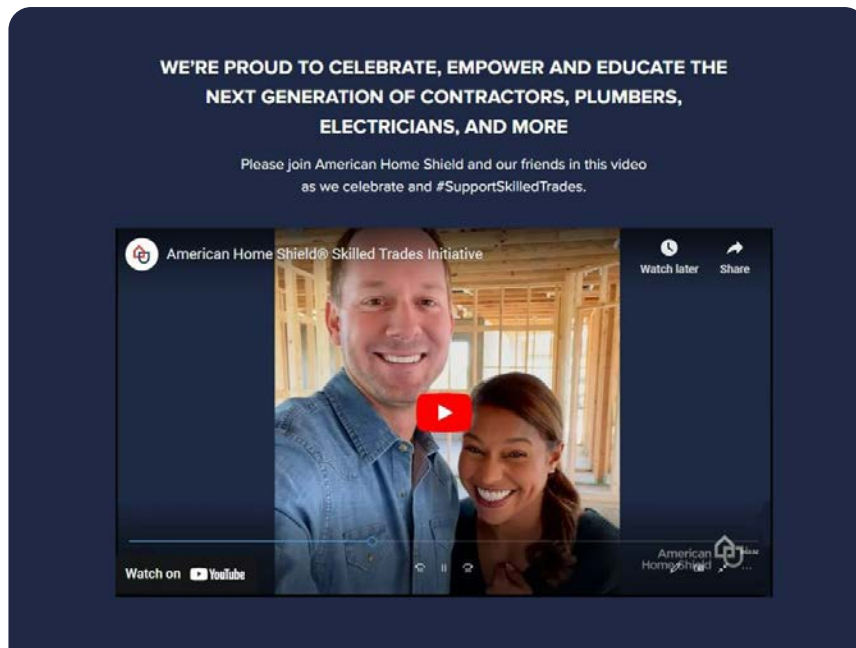 WE'RE PROUD TO CELEBRATE, EMPOWER AND EDUCATE THE
NEXT GENERATION OF CONTRACTORS, PLUMBERS,
ELECTRICIANS, AND MORE
Please join American Home Shield and our friends in this video
as we celebrate and #SupportSkilledTrades.
American Home Shield® Skilled Trades Initiative
Watch later
Share
American
Home Shield
Watch on YouTube